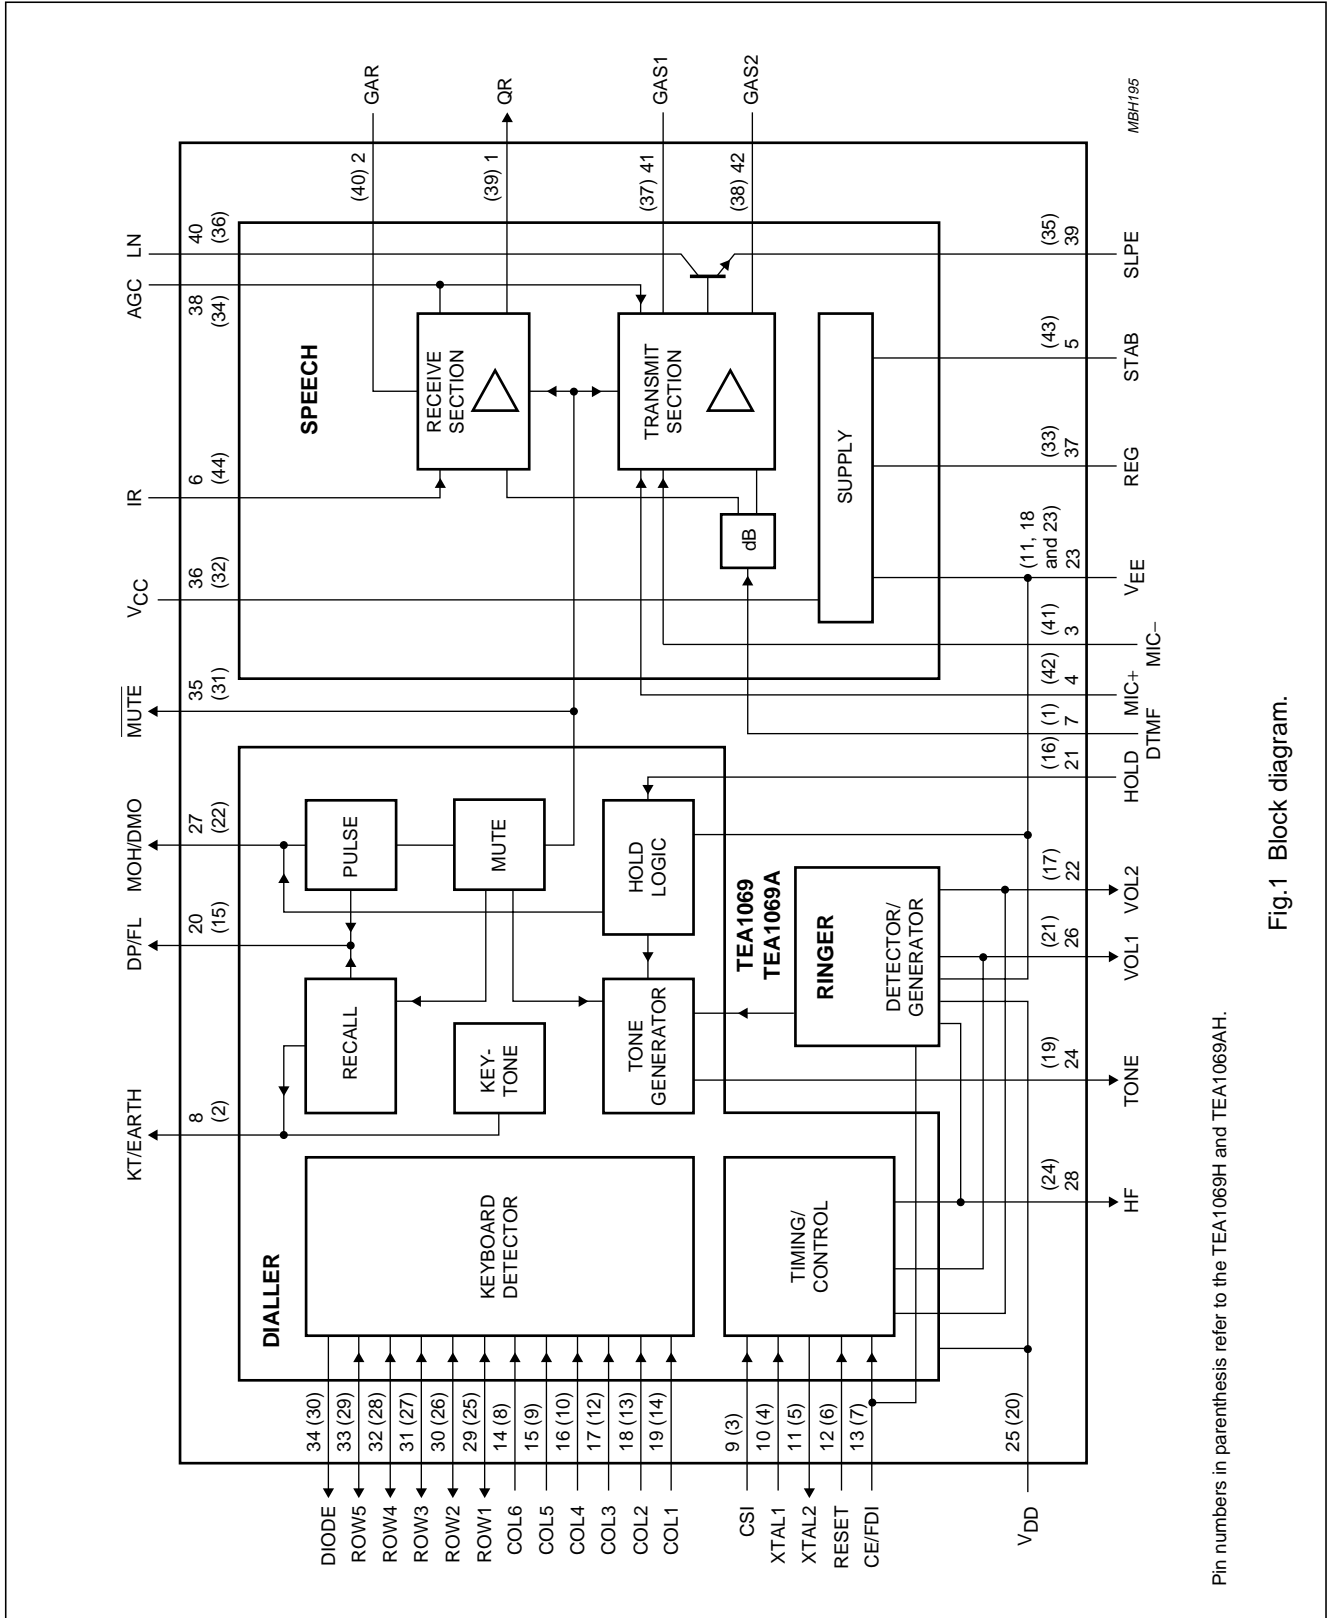 GAR
QR
GAS1
GAS2
(40) 2
(39) 1
(37) 41
(38) 42
MBH195
LN
40
(36)
AGC
38
(34)
IR
6
(44)
VCC
36
(32)
MUTE
35
(31)
MOH/DMO
27
(22)
DP/FL
20
(15)
KT/EARTH
8
(2)
SPEECH
RECEIVE
SECTION
TRANSMIT
SECTION
SUPPLY
dB
(35)
39
SLPE
(43)
5
STAB
(33)
37
REG
(11, 18
and 23)
23
VEE
(41)
3
MIC−
(42)
4
MIC+
(1)
7
DTMF
(16)
21
HOLD
(17)
22
VOL2
(21)
26
VOL1
(19)
24
TONE
(24)
28
HF
PULSE
MUTE
HOLD
LOGIC
RECALL
KEY-
TONE
TONE
GENERATOR
TEA1069
TEA1069A
RINGER
DETECTOR/
GENERATOR
DIALLER
KEYBOARD
DETECTOR
TIMING/
CONTROL
34 (30)
33 (29)
32 (28)
31 (27)
30 (26)
29 (25)
14 (8)
15 (9)
16 (10)
17 (12)
18 (13)
19 (14)
9 (3)
10 (4)
11 (5)
12 (6)
13 (7)
25 (20)
DIODE
ROW5
ROW4
ROW3
ROW2
ROW1
COL6
COL5
COL4
COL3
COL2
COL1
CSI
XTAL1
XTAL2
RESET
CE/FDI
VDD
Pin numbers in parenthesis refer to the TEA1069H and TEA1069AH.
Fig.1 Block diagram.